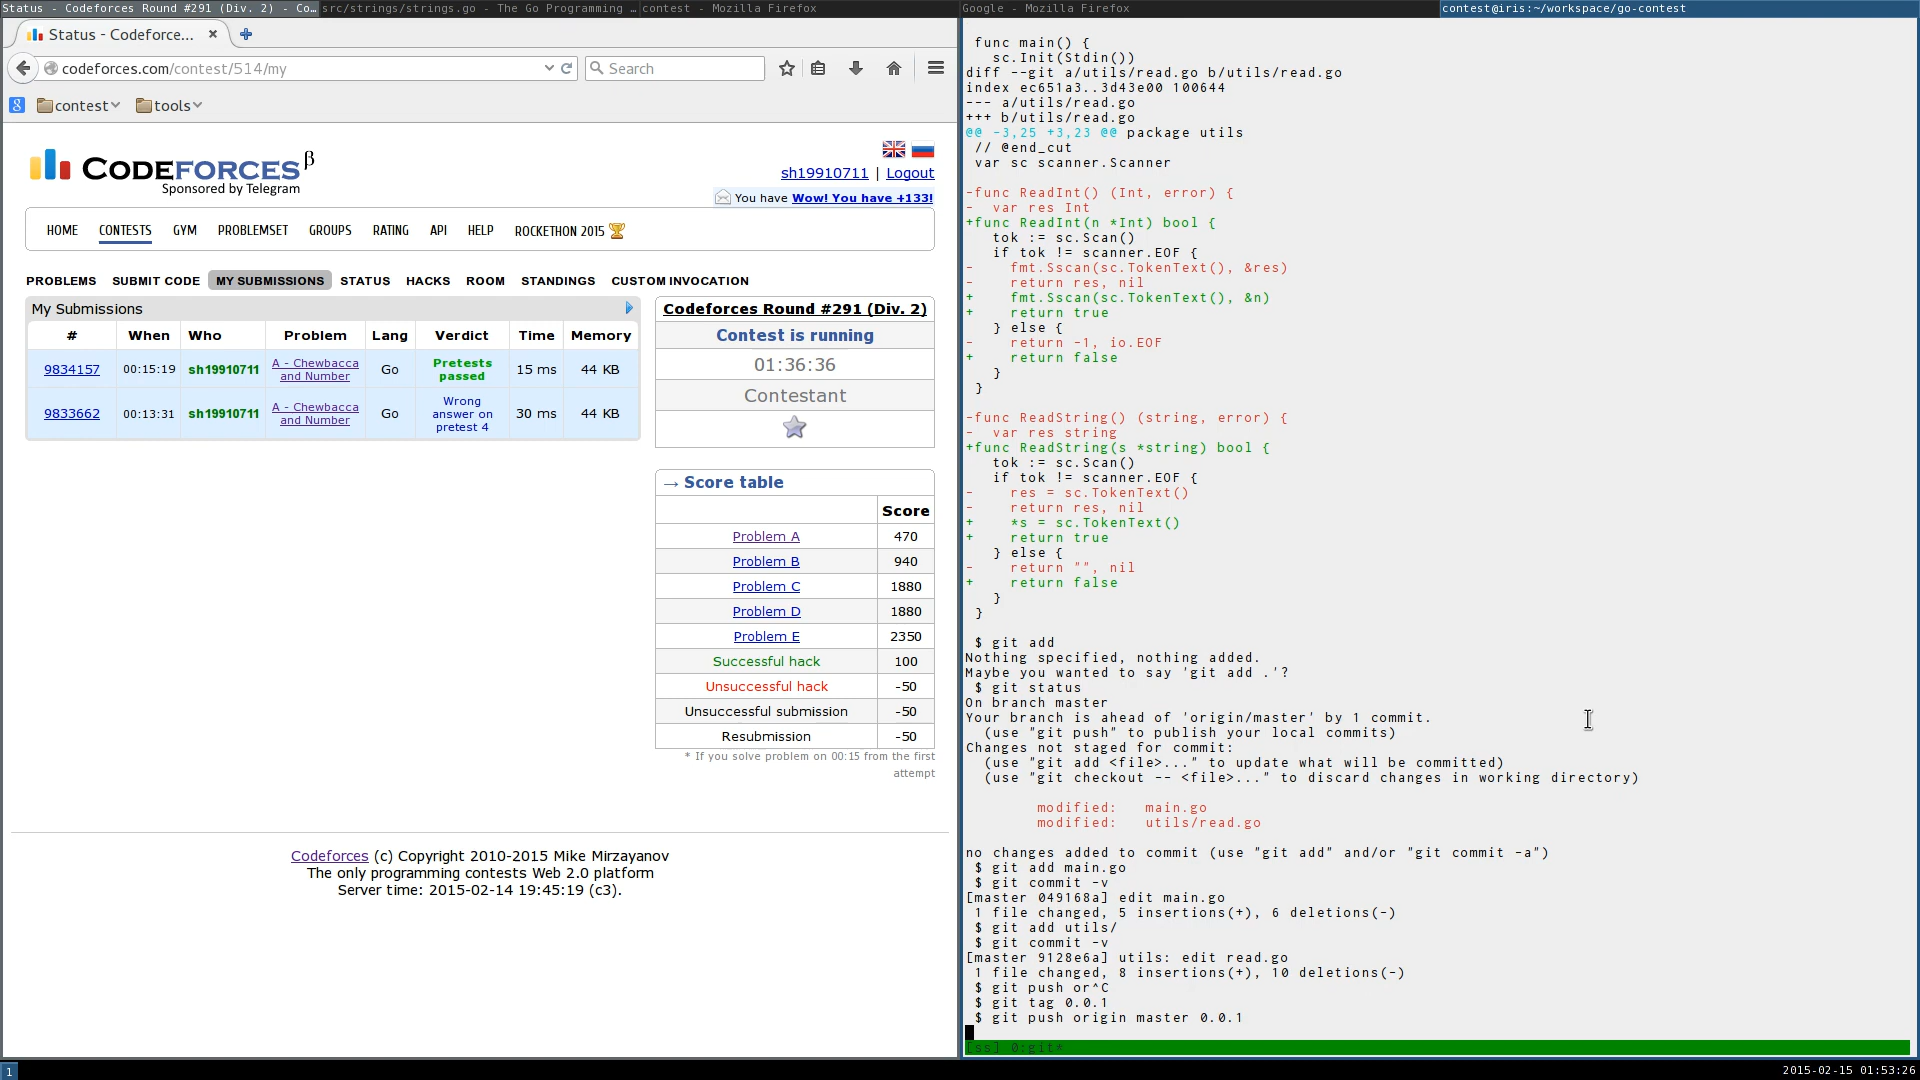 Status - Codeforces Round #291 (Div. 2) - Co...
src/strings/strings.go - The Go Programming ...
contest - Mozilla Firefox
Google - Mozilla Firefox
contest@iris:~/workspace/go-contest
Status - Codeforce...
codeforces.com/contest/514/my
Search
8 contest tools
CODEFORCES β
Sponsored by Telegram
sh19910711 | Logout
You have Wow! You have +133!
HOME CONTESTS GYM PROBLEMSET GROUPS RATING API HELP ROCKETHON 2015
PROBLEMS SUBMIT CODE MY SUBMISSIONS STATUS HACKS ROOM STANDINGS CUSTOM INVOCATION
My Submissions
# When Who Problem Lang Verdict Time Memory
9834157 00:15:19 sh19910711 A - Chewbacca and Number Go Pretests passed 15 ms 44 KB
9833662 00:13:31 sh19910711 A - Chewbacca and Number Go Wrong answer on pretest 4 30 ms 44 KB
Codeforces Round #291 (Div. 2)
Contest is running
01:36:36
Contestant
→ Score table
Score
Problem A 470
Problem B 940
Problem C 1880
Problem D 1880
Problem E 2350
Successful hack 100
Unsuccessful hack -50
Unsuccessful submission -50
Resubmission -50
* If you solve problem on 00:15 from the first
attempt
Codeforces (c) Copyright 2010-2015 Mike Mirzayanov
The only programming contests Web 2.0 platform
Server time: 2015-02-14 19:45:19 (c3).
func main() {
sc.Init(Stdin())
diff --git a/utils/read.go b/utils/read.go
index ec651a3..3d43e00 100644
--- a/utils/read.go
+++ b/utils/read.go
@@ -3,25 +3,23 @@ package utils
// @end_cut
var sc scanner.Scanner
-func ReadInt() (Int, error) {
-  var res Int
+func ReadInt(n *Int) bool {
tok := sc.Scan()
if tok != scanner.EOF {
-    fmt.Sscan(sc.TokenText(), &res)
-    return res, nil
+    fmt.Sscan(sc.TokenText(), &n)
+    return true
} else {
-    return -1, io.EOF
+    return false
}
}
-func ReadString() (string, error) {
-  var res string
+func ReadString(s *string) bool {
tok := sc.Scan()
if tok != scanner.EOF {
-    res = sc.TokenText()
-    return res, nil
+    *s = sc.TokenText()
+    return true
} else {
-    return "", nil
+    return false
}
}
$ git add
Nothing specified, nothing added.
Maybe you wanted to say 'git add .'?
$ git status
On branch master
Your branch is ahead of 'origin/master' by 1 commit.
(use "git push" to publish your local commits)
Changes not staged for commit:
(use "git add <file>..." to update what will be committed)
(use "git checkout -- <file>..." to discard changes in working directory)
modified:   main.go
modified:   utils/read.go
no changes added to commit (use "git add" and/or "git commit -a")
$ git add main.go
$ git commit -v
[master 049168a] edit main.go
1 file changed, 5 insertions(+), 6 deletions(-)
$ git add utils/
$ git commit -v
[master 9128e6a] utils: edit read.go
1 file changed, 8 insertions(+), 10 deletions(-)
$ git push or^C
$ git tag 0.0.1
$ git push origin master 0.0.1
[ss] 0:git*
1
2015-02-15 01:53:26